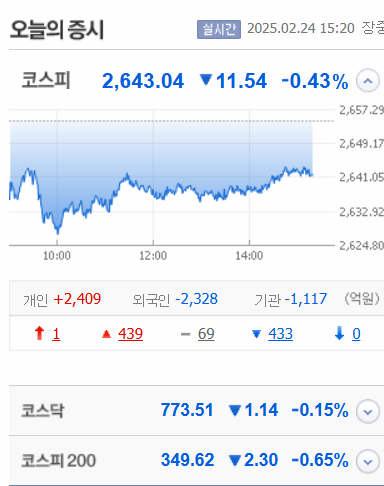 오늘의 증시 실시간 2025.02.24 15:20 장중
코스피 2,643.04 ▼ 11.54 -0.43%
2,657.29
2,649.17
2,641.05
2,632.92
2,624.80
10:00 12:00 14:00
개인 +2,409 외국인 -2,328 기관 -1,117 (억원)
↑ 1 ▲ 439 － 69 ▼ 433 ↓ 0
코스닥 773.51 ▼ 1.14 -0.15%
코스피 200 349.62 ▼ 2.30 -0.65%